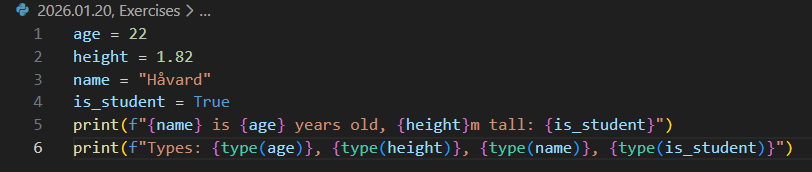 2026.01.20, Exercises > ...
1 age = 22
2 height = 1.82
3 name = "Håvard"
4 is_student = True
5 print(f"{name} is {age} years old, {height}m tall: {is_student}")
6 print(f"Types: {type(age)}, {type(height)}, {type(name)}, {type(is_student)}")